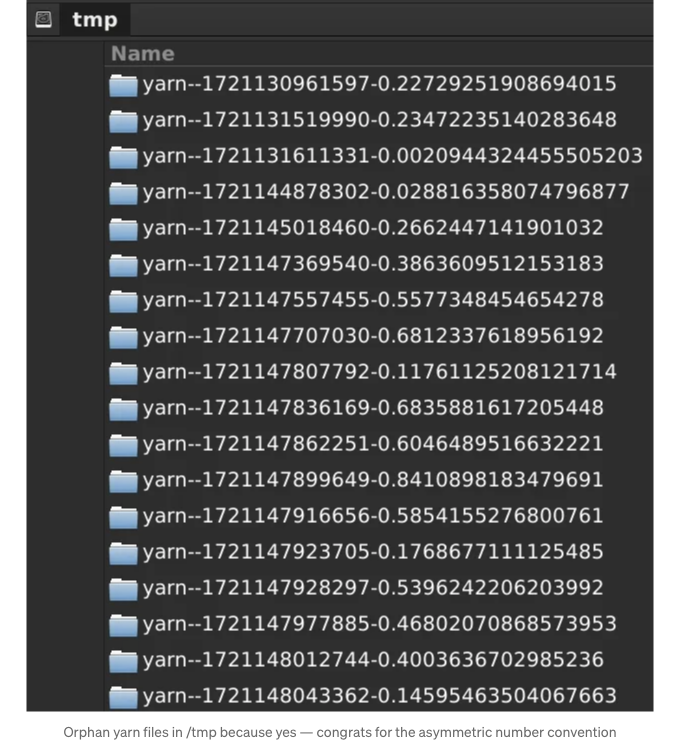 tmp
Name
yarn--1721130961597-0.22729251908694015
yarn--1721131519990-0.23472235140283648
yarn--1721131611331-0.0020944324455505203
yarn--1721144878302-0.028816358074796877
yarn--1721145018460-0.2662447141901032
yarn--1721147369540-0.3863609512153183
yarn--1721147557455-0.5577348454654278
yarn--1721147707030-0.6812337618956192
yarn--1721147807792-0.11761125208121714
yarn--1721147836169-0.6835881617205448
yarn--1721147862251-0.6046489516632221
yarn--1721147899649-0.8410898183479691
yarn--1721147916656-0.5854155276800761
yarn--1721147923705-0.1768677111125485
yarn--1721147928297-0.5396242206203992
yarn--1721147977885-0.46802070868573953
yarn--1721148012744-0.4003636702985236
yarn--1721148043362-0.14595463504067663
Orphan yarn files in /tmp because yes — congrats for the asymmetric number convention